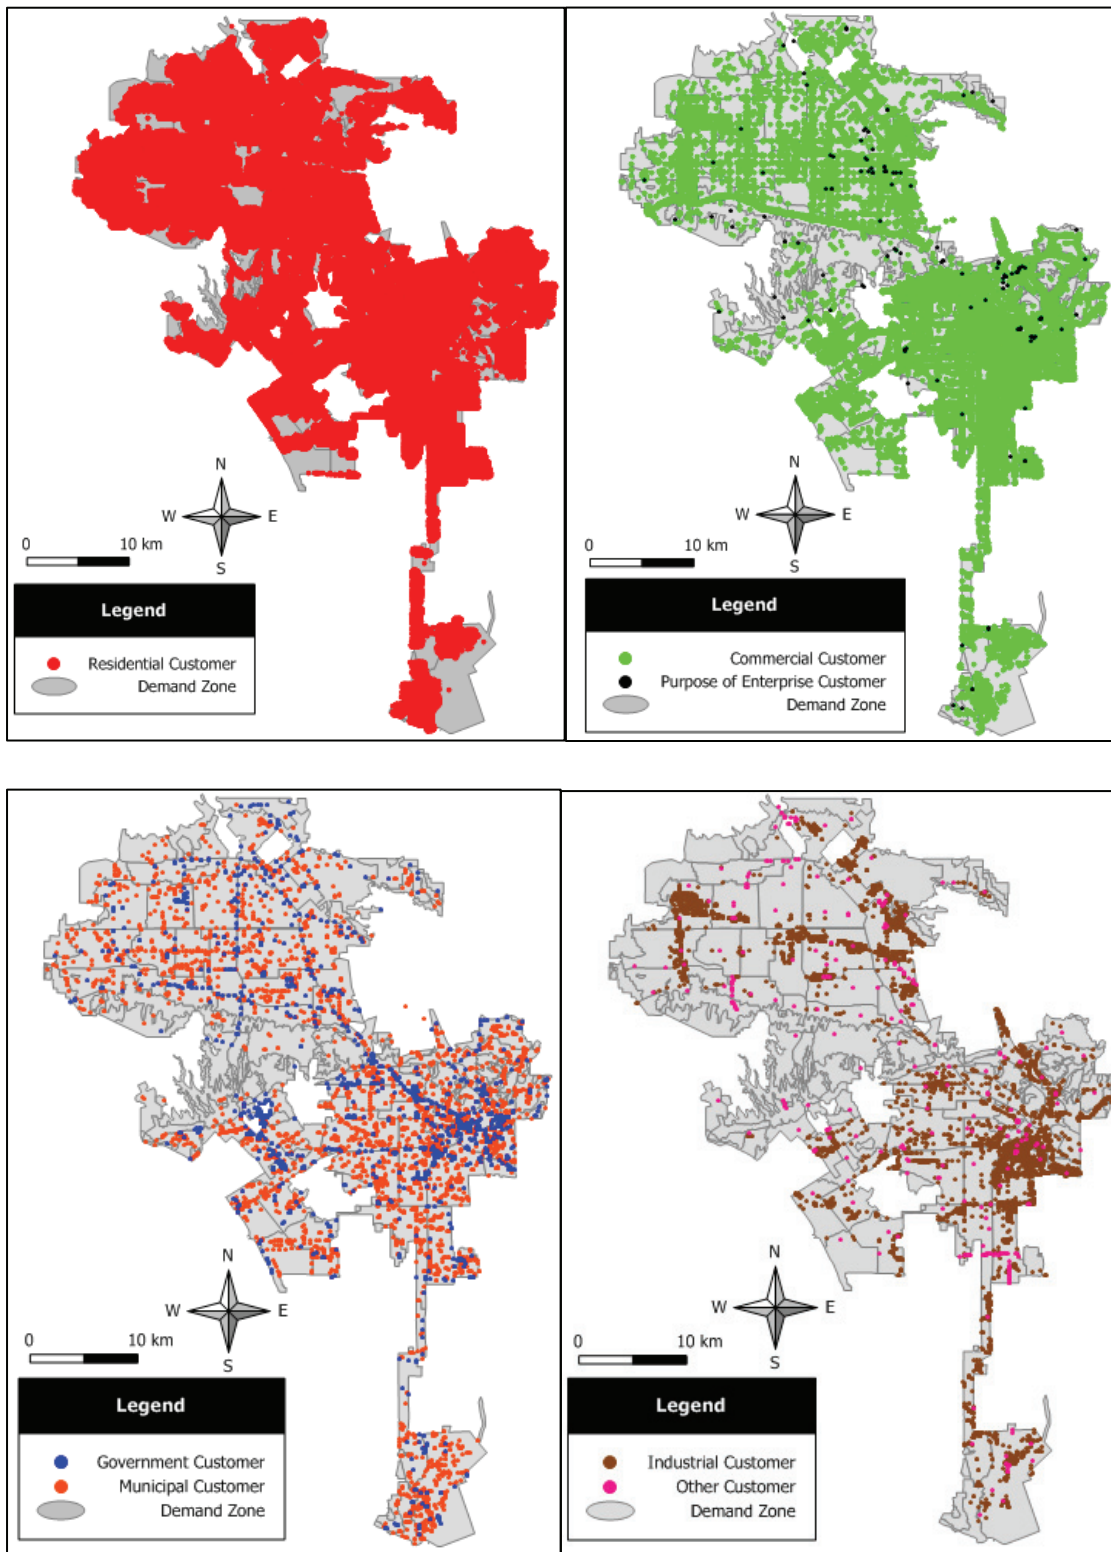 N
W E
S
0 10 km
Legend
Residential Customer
Demand Zone
N
W E
S
0 10 km
Legend
Commercial Customer
Purpose of Enterprise Customer
Demand Zone
N
W E
S
0 10 km
Legend
Government Customer
Municipal Customer
Demand Zone
N
W E
S
0 10 km
Legend
Industrial Customer
Other Customer
Demand Zone